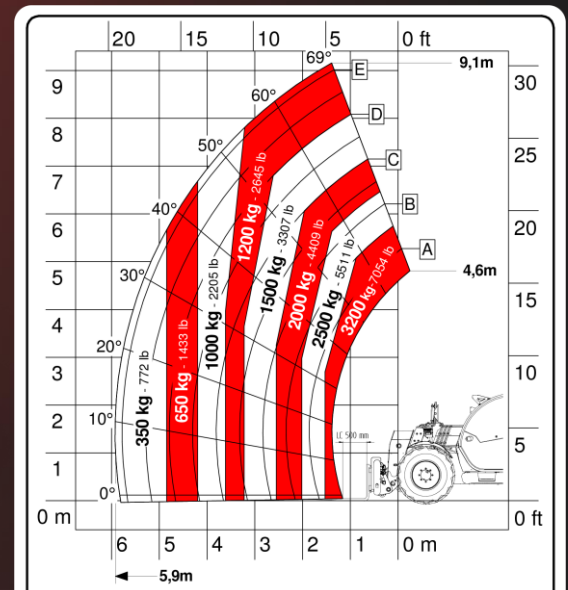 20 15 10 5 0 ft
69°
9,1m
E
9
30
60°
D
8
50°
25
C
7
1200 kg - 2645 lb
40°
B
6
20
1500 kg - 3307 lb
2000 kg - 4409 lb
A
5
30°
4,6m
1000 kg - 2205 lb
2500 kg - 5511 lb
3200 kg-7054 lb
15
4
20°
650 kg - 1433 lb
350 kg - 772 lb
3
10
2
10°
LC 500 mm
5
1
0°
0 m
0 ft
6 5 4 3 2 1 0 m
5,9m